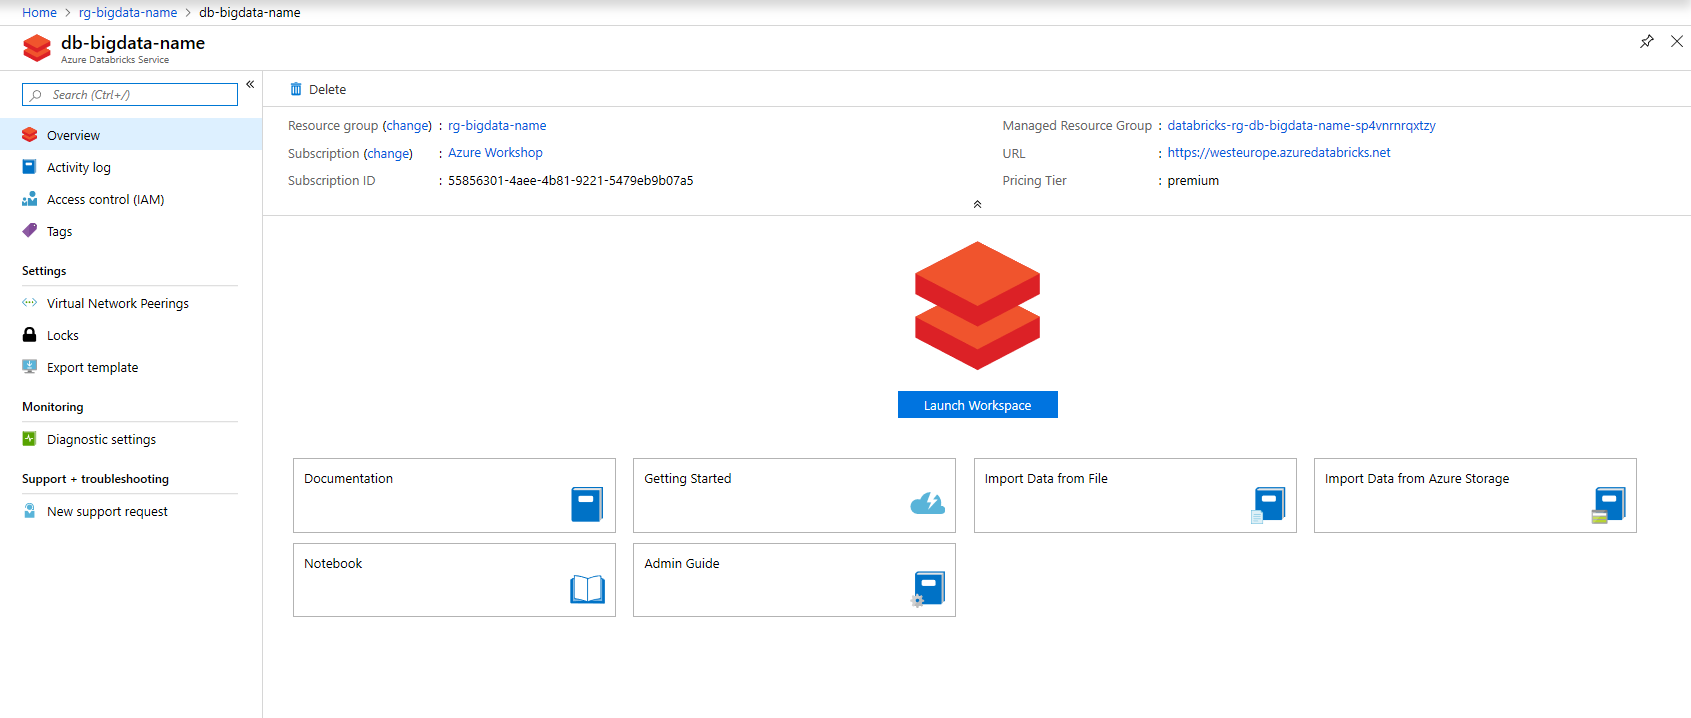 Home > rg-bigdata-name > db-bigdata-name
db-bigdata-name
Azure Databricks Service
Search (Ctrl+/)
«
Overview
Activity log
Access control (IAM)
Tags
Settings
Virtual Network Peerings
Locks
Export template
Monitoring
Diagnostic settings
Support + troubleshooting
New support request
Delete
Resource group (change) : rg-bigdata-name
Subscription (change) : Azure Workshop
Subscription ID : 55856301-4aee-4b81-9221-5479eb9b07a5
Managed Resource Group : databricks-rg-db-bigdata-name-sp4vnrnrqxtzy
URL : https://westeurope.azuredatabricks.net
Pricing Tier : premium
Launch Workspace
Documentation
Getting Started
Import Data from File
Import Data from Azure Storage
Notebook
Admin Guide